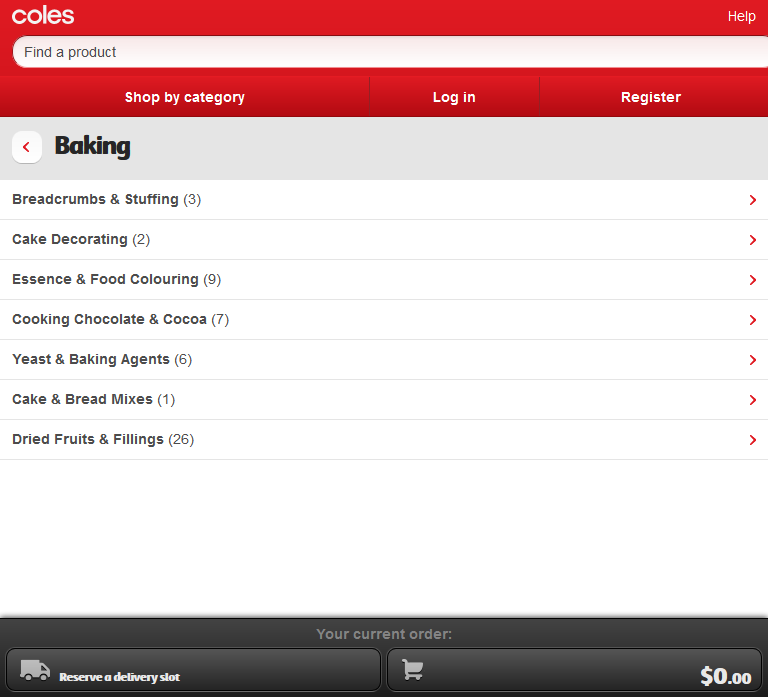 coles
Help
Find a product
Shop by category Log in Register
Baking
Breadcrumbs & Stuffing (3)
Cake Decorating (2)
Essence & Food Colouring (9)
Cooking Chocolate & Cocoa (7)
Yeast & Baking Agents (6)
Cake & Bread Mixes (1)
Dried Fruits & Fillings (26)
Your current order:
Reserve a delivery slot $0.00